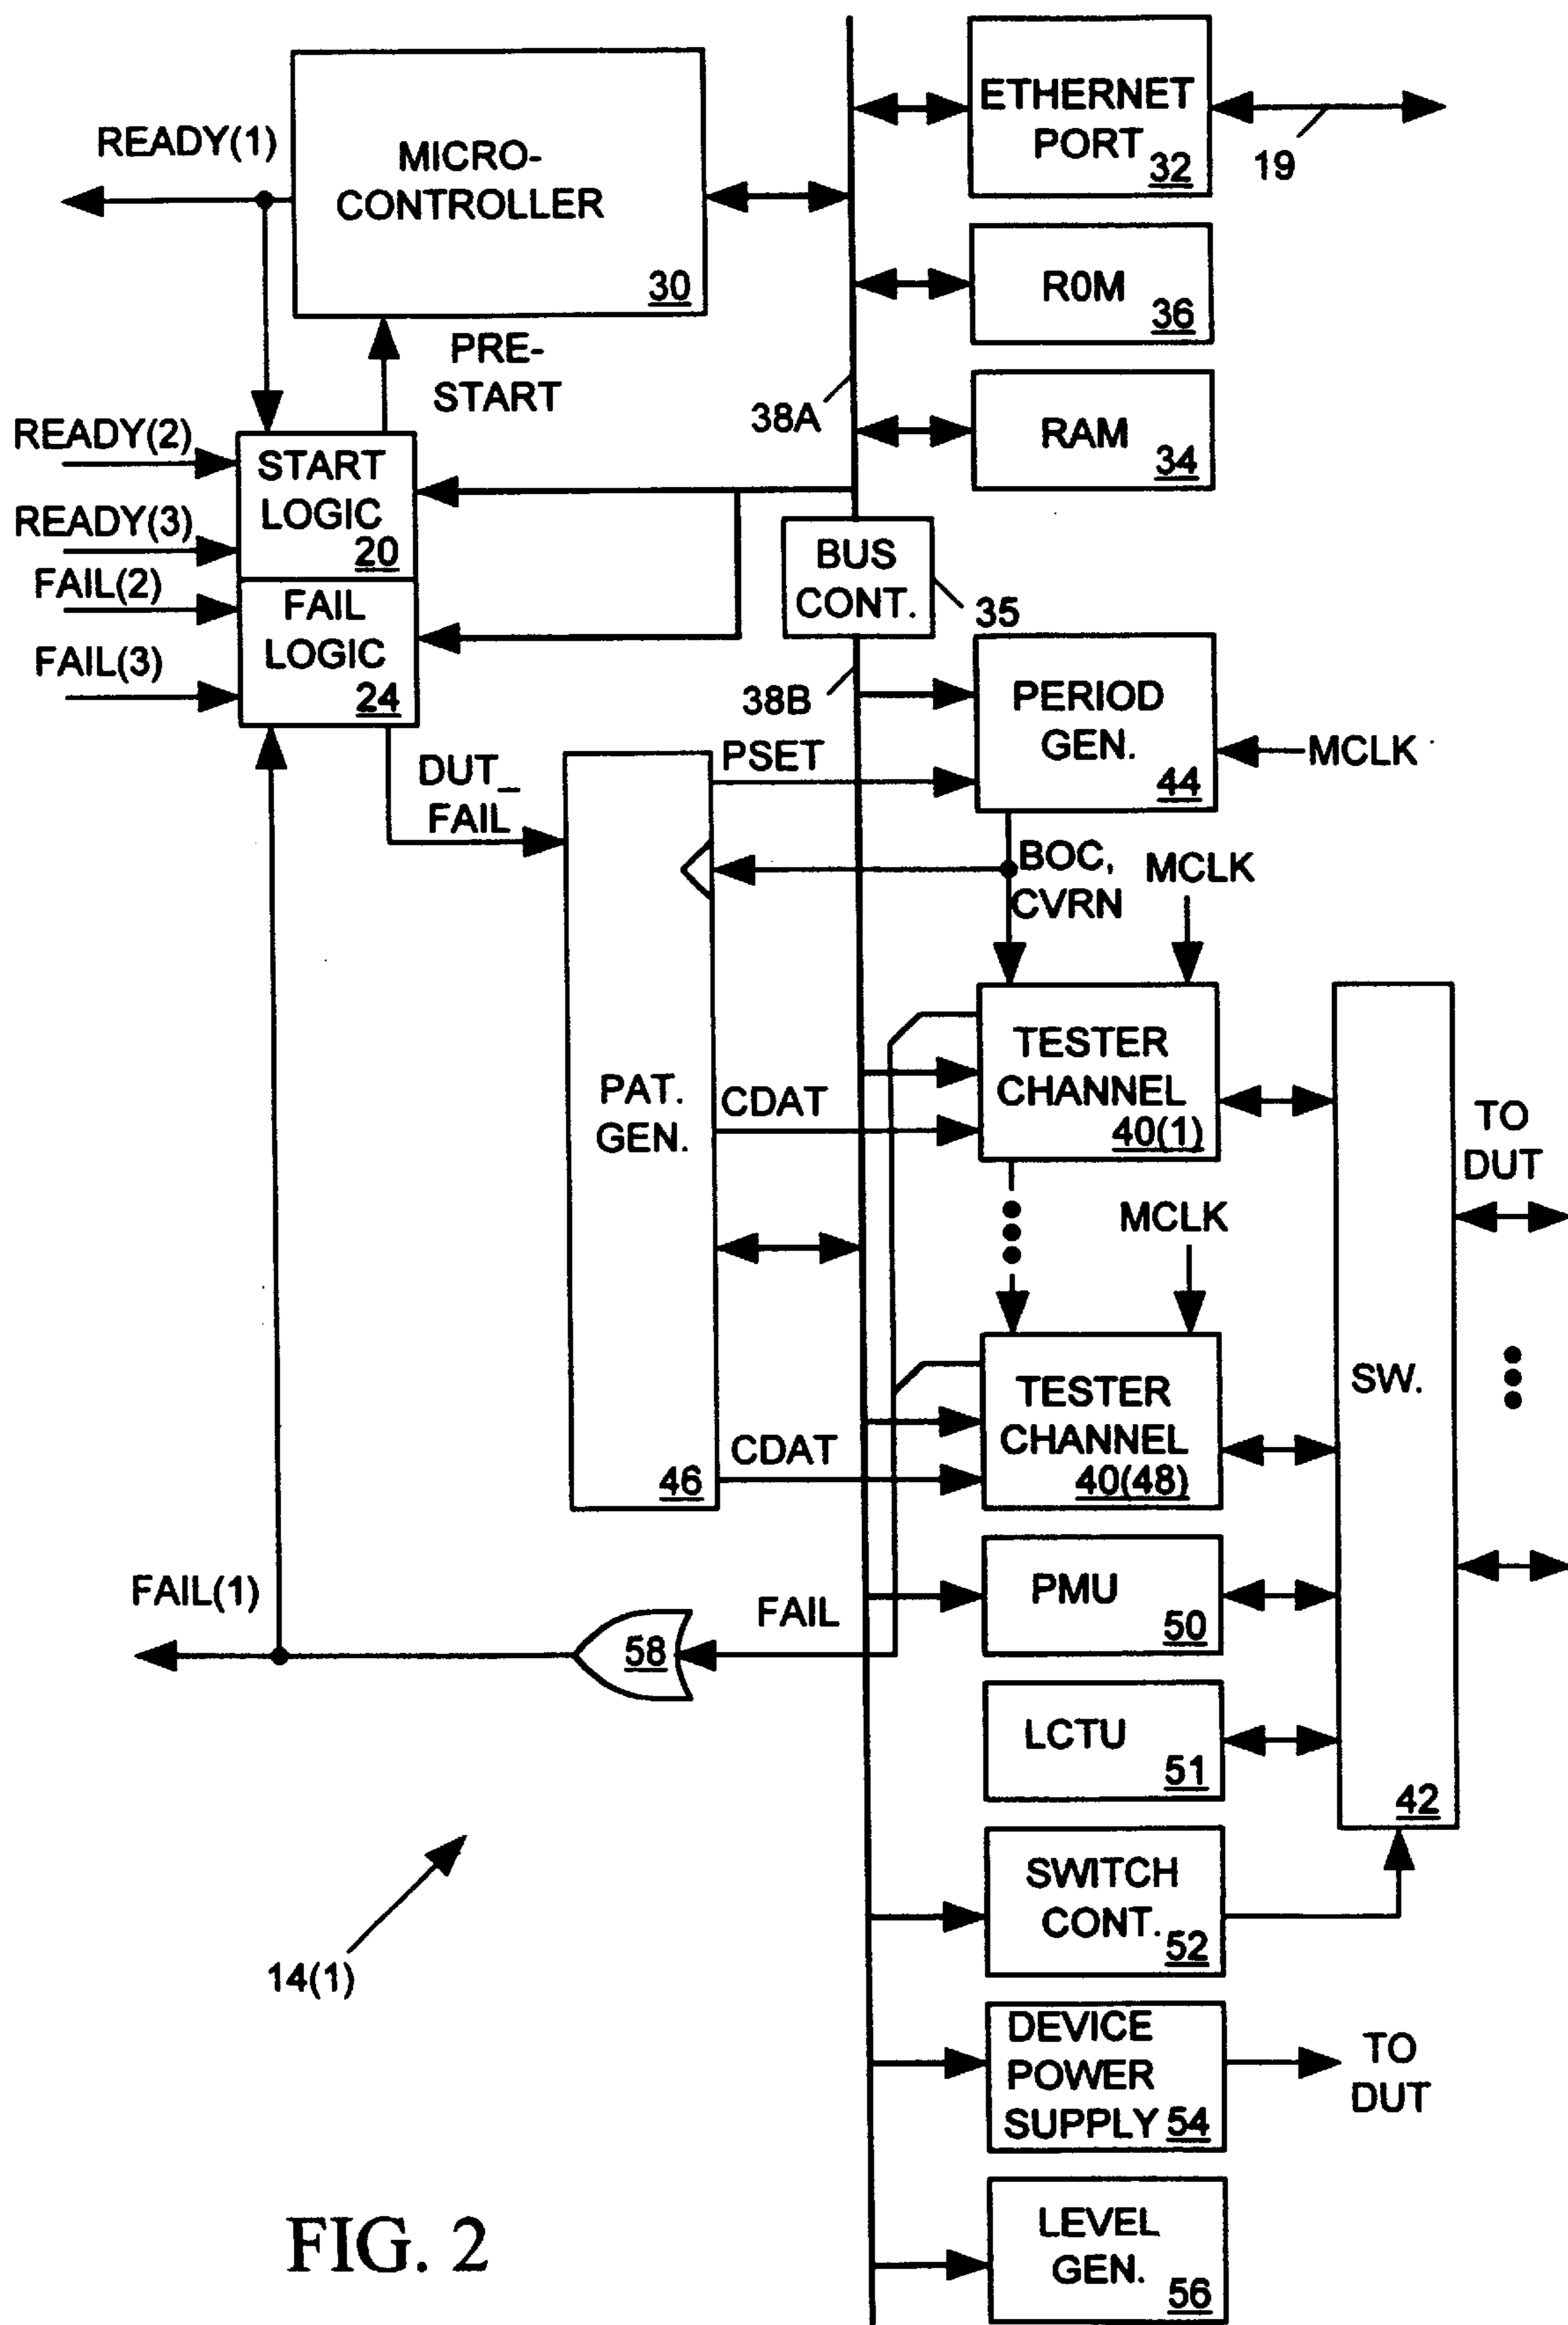 READY(1)
MICRO-
CONTROLLER
30
ETHERNET
PORT
32
19
R0M
36
PRE-
START
38A
RAM
34
READY(2)
START
LOGIC
20
READY(3)
FAIL(2)
FAIL
LOGIC
24
FAIL(3)
BUS
CONT.
35
38B
PERIOD
GEN.
44
MCLK
DUT_
FAIL
PSET
BOC,
CVRN
MCLK
PAT.
GEN.
46
TESTER
CHANNEL
40(1)
CDAT
TO
DUT
MCLK
TESTER
CHANNEL
40(48)
CDAT
SW.
42
PMU
50
FAIL(1)
58
FAIL
LCTU
51
SWITCH
CONT.
52
14(1)
DEVICE
POWER
SUPPLY 54
TO
DUT
LEVEL
GEN.
56
FIG. 2